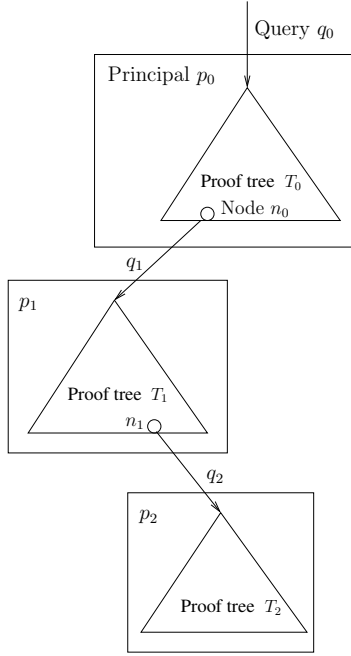 Query q₀
Principal p₀
Proof tree T₀
Node n₀
q₁
p₁
Proof tree T₁
n₁
q₂
p₂
Proof tree T₂